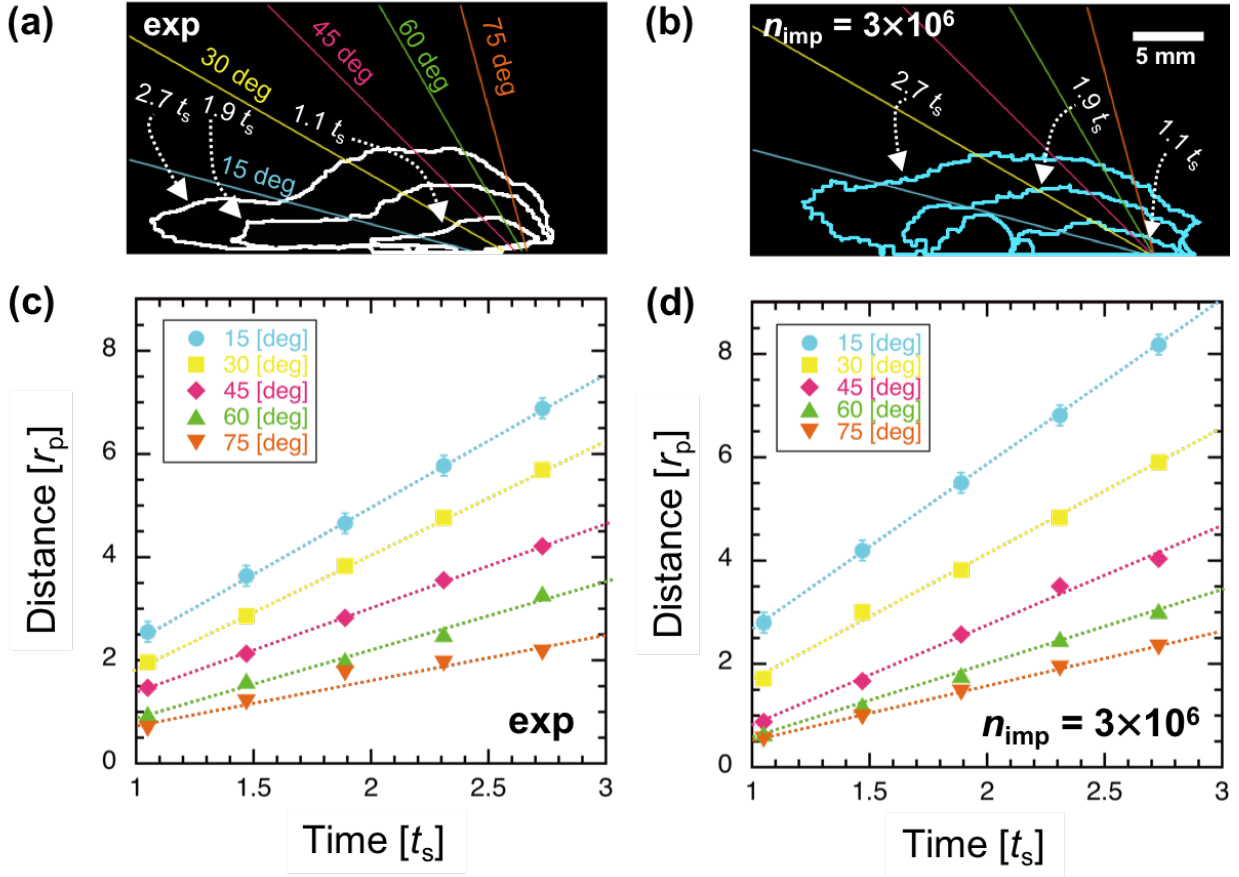 (a)
exp
45 deg
60 deg
75 deg
30 deg
2.7 tₛ
1.9 tₛ
1.1 tₛ
15 deg
(b)
nᵢₘₚ = 3×10⁶
5 mm
2.7 tₛ
1.9 tₛ
1.1 tₛ
(c)
15 [deg]
30 [deg]
45 [deg]
60 [deg]
75 [deg]
8
6
4
2
0
Distance [rₚ]
exp
1
1.5
2
2.5
3
Time [tₛ]
(d)
15 [deg]
30 [deg]
45 [deg]
60 [deg]
75 [deg]
8
6
4
2
0
Distance [rₚ]
nᵢₘₚ = 3×10⁶
1
1.5
2
2.5
3
Time [tₛ]